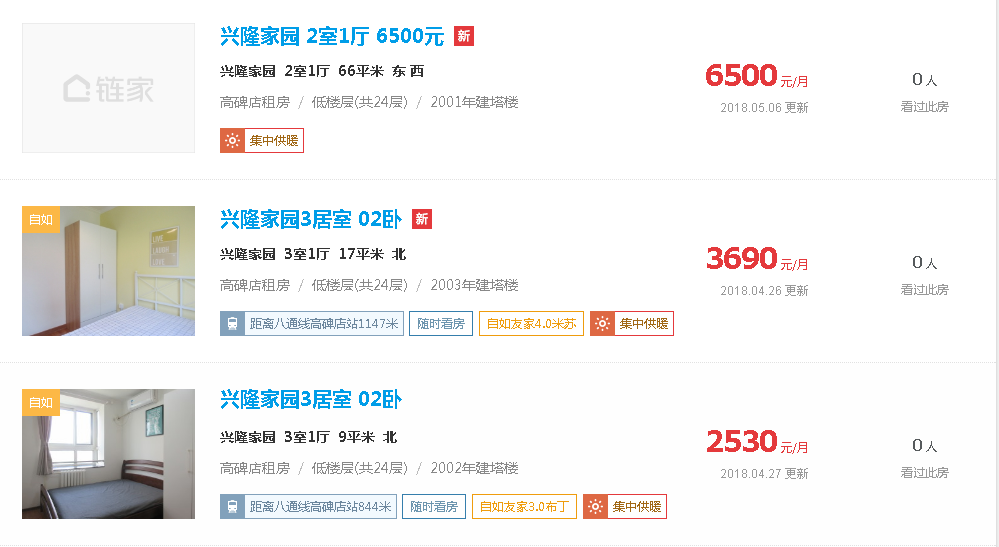 链家
兴隆家园 2室1厅 6500元 新
兴隆家园 2室1厅 66平米 东 西
高碑店租房 / 低楼层(共24层) / 2001年建塔楼
集中供暖
6500 元/月
2018.05.06 更新
0 人
看过此房
自如
兴隆家园3居室 02卧 新
兴隆家园 3室1厅 17平米 北
高碑店租房 / 低楼层(共24层) / 2003年建塔楼
距离八通线高碑店站1147米 随时看房 自如友家4.0米苏 集中供暖
3690 元/月
2018.04.26 更新
0 人
看过此房
自如
兴隆家园3居室 02卧
兴隆家园 3室1厅 9平米 北
高碑店租房 / 低楼层(共24层) / 2002年建塔楼
距离八通线高碑店站844米 随时看房 自如友家3.0布丁 集中供暖
2530 元/月
2018.04.27 更新
0 人
看过此房